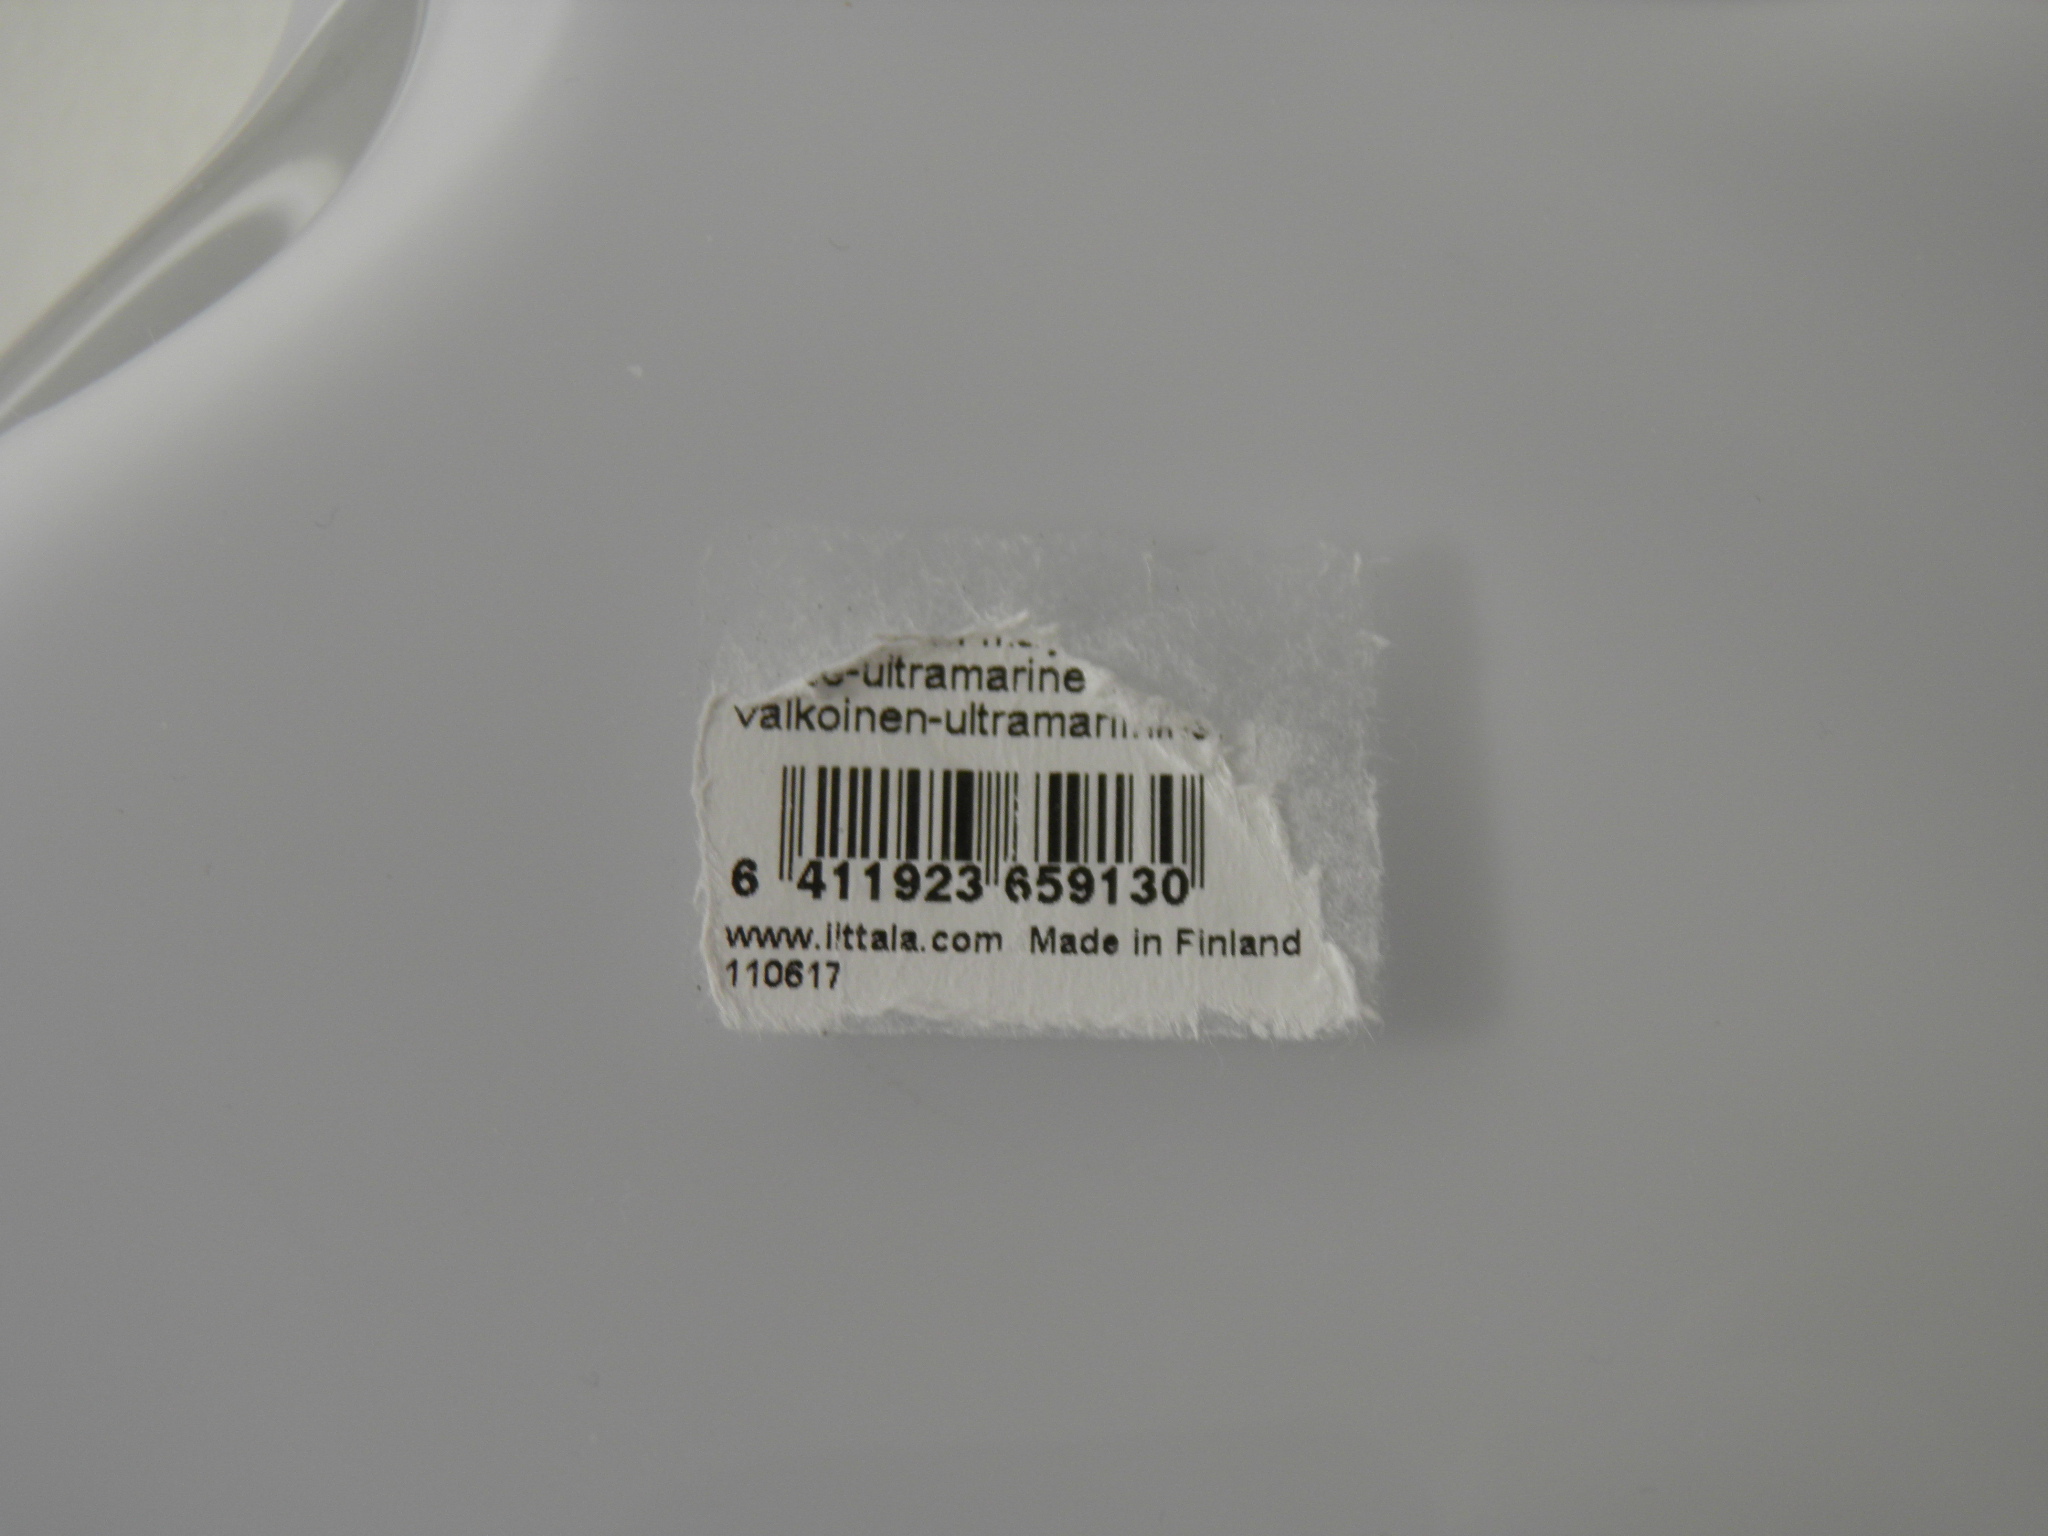 -ultramarine
valkoinen-ultramarii
6 411923 659130
www.iittala.com Made in Finland
110617